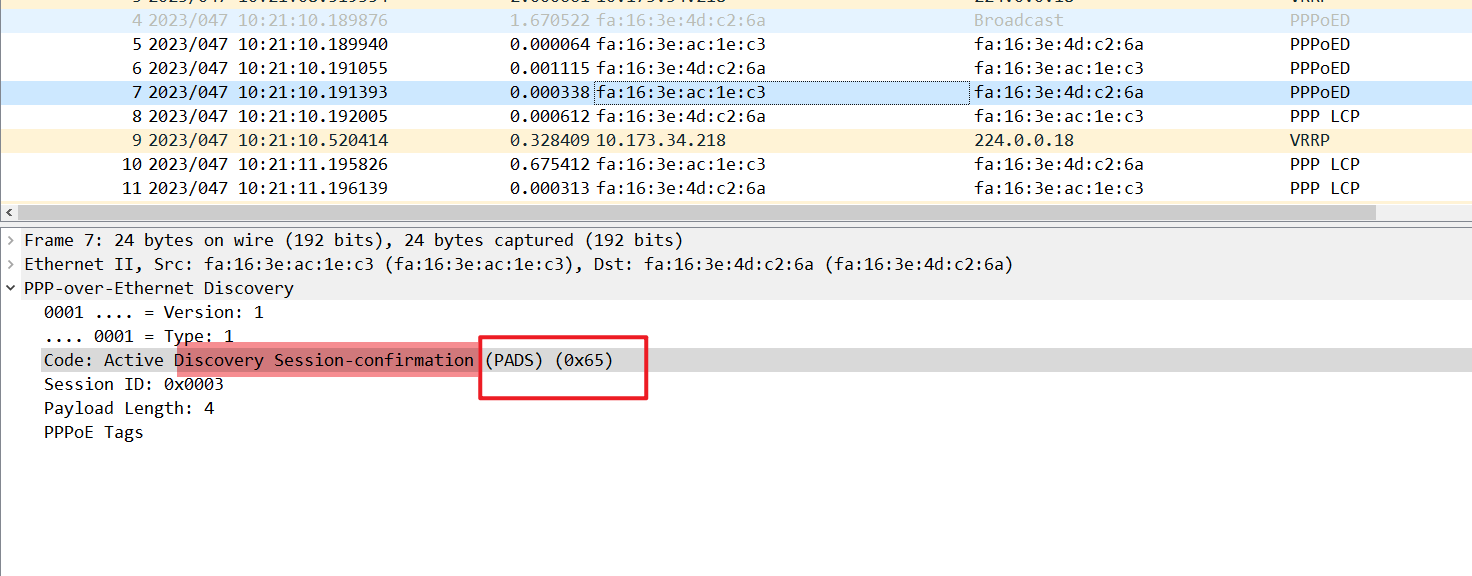 4 2023/047 10:21:10.189876 1.670522 fa:16:3e:4d:c2:6a Broadcast PPPoED
5 2023/047 10:21:10.189940 0.000064 fa:16:3e:ac:1e:c3 fa:16:3e:4d:c2:6a PPPoED
6 2023/047 10:21:10.191055 0.001115 fa:16:3e:4d:c2:6a fa:16:3e:ac:1e:c3 PPPoED
7 2023/047 10:21:10.191393 0.000338 fa:16:3e:ac:1e:c3 fa:16:3e:4d:c2:6a PPPoED
8 2023/047 10:21:10.192005 0.000612 fa:16:3e:4d:c2:6a fa:16:3e:ac:1e:c3 PPP LCP
9 2023/047 10:21:10.520414 0.328409 10.173.34.218 224.0.0.18 VRRP
10 2023/047 10:21:11.195826 0.675412 fa:16:3e:ac:1e:c3 fa:16:3e:4d:c2:6a PPP LCP
11 2023/047 10:21:11.196139 0.000313 fa:16:3e:ac:1e:c3 fa:16:3e:4d:c2:6a PPP LCP
Frame 7: 24 bytes on wire (192 bits), 24 bytes captured (192 bits)
Ethernet II, Src: fa:16:3e:ac:1e:c3 (fa:16:3e:ac:1e:c3), Dst: fa:16:3e:4d:c2:6a (fa:16:3e:4d:c2:6a)
PPP-over-Ethernet Discovery
0001 .... = Version: 1
.... 0001 = Type: 1
Code: Active Discovery Session-confirmation (PADS) (0x65)
Session ID: 0x0003
Payload Length: 4
PPPoE Tags